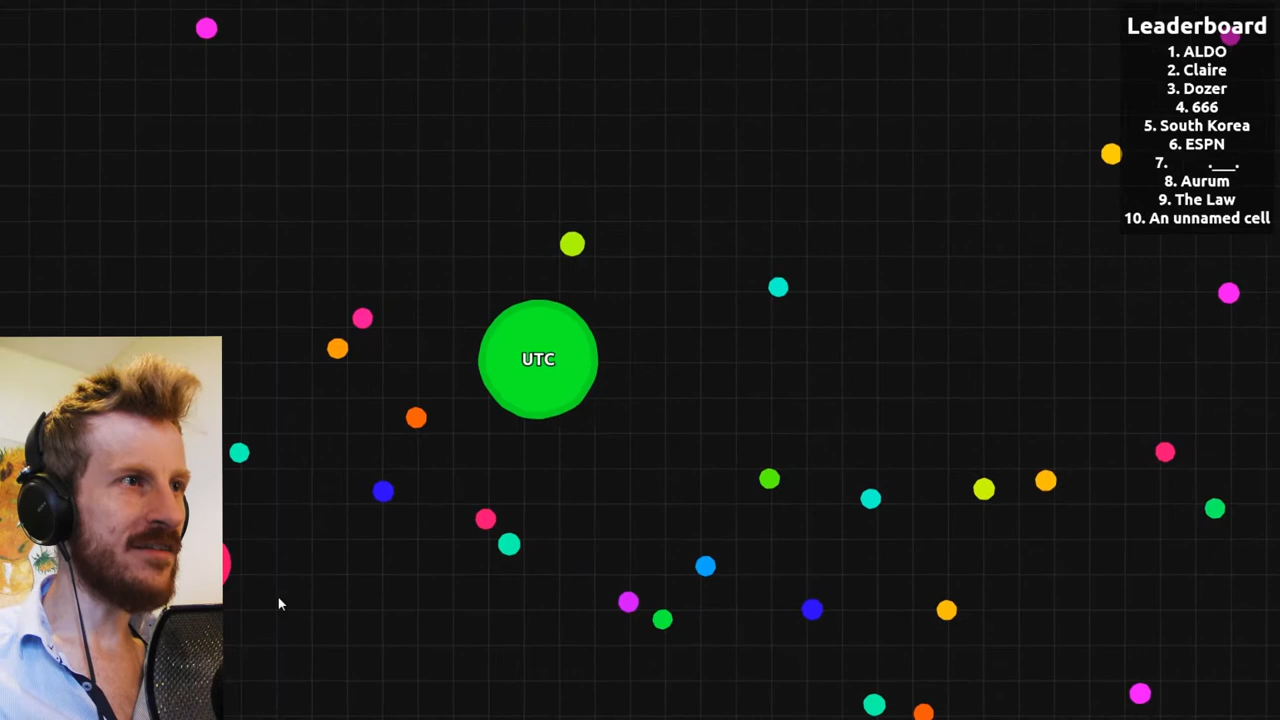 Leaderboard
1. ALDO
2. Claire
3. Dozer
4. 666
5. South Korea
6. ESPN
7. .___.
8. Aurum
9. The Law
10. An unnamed cell
UTC